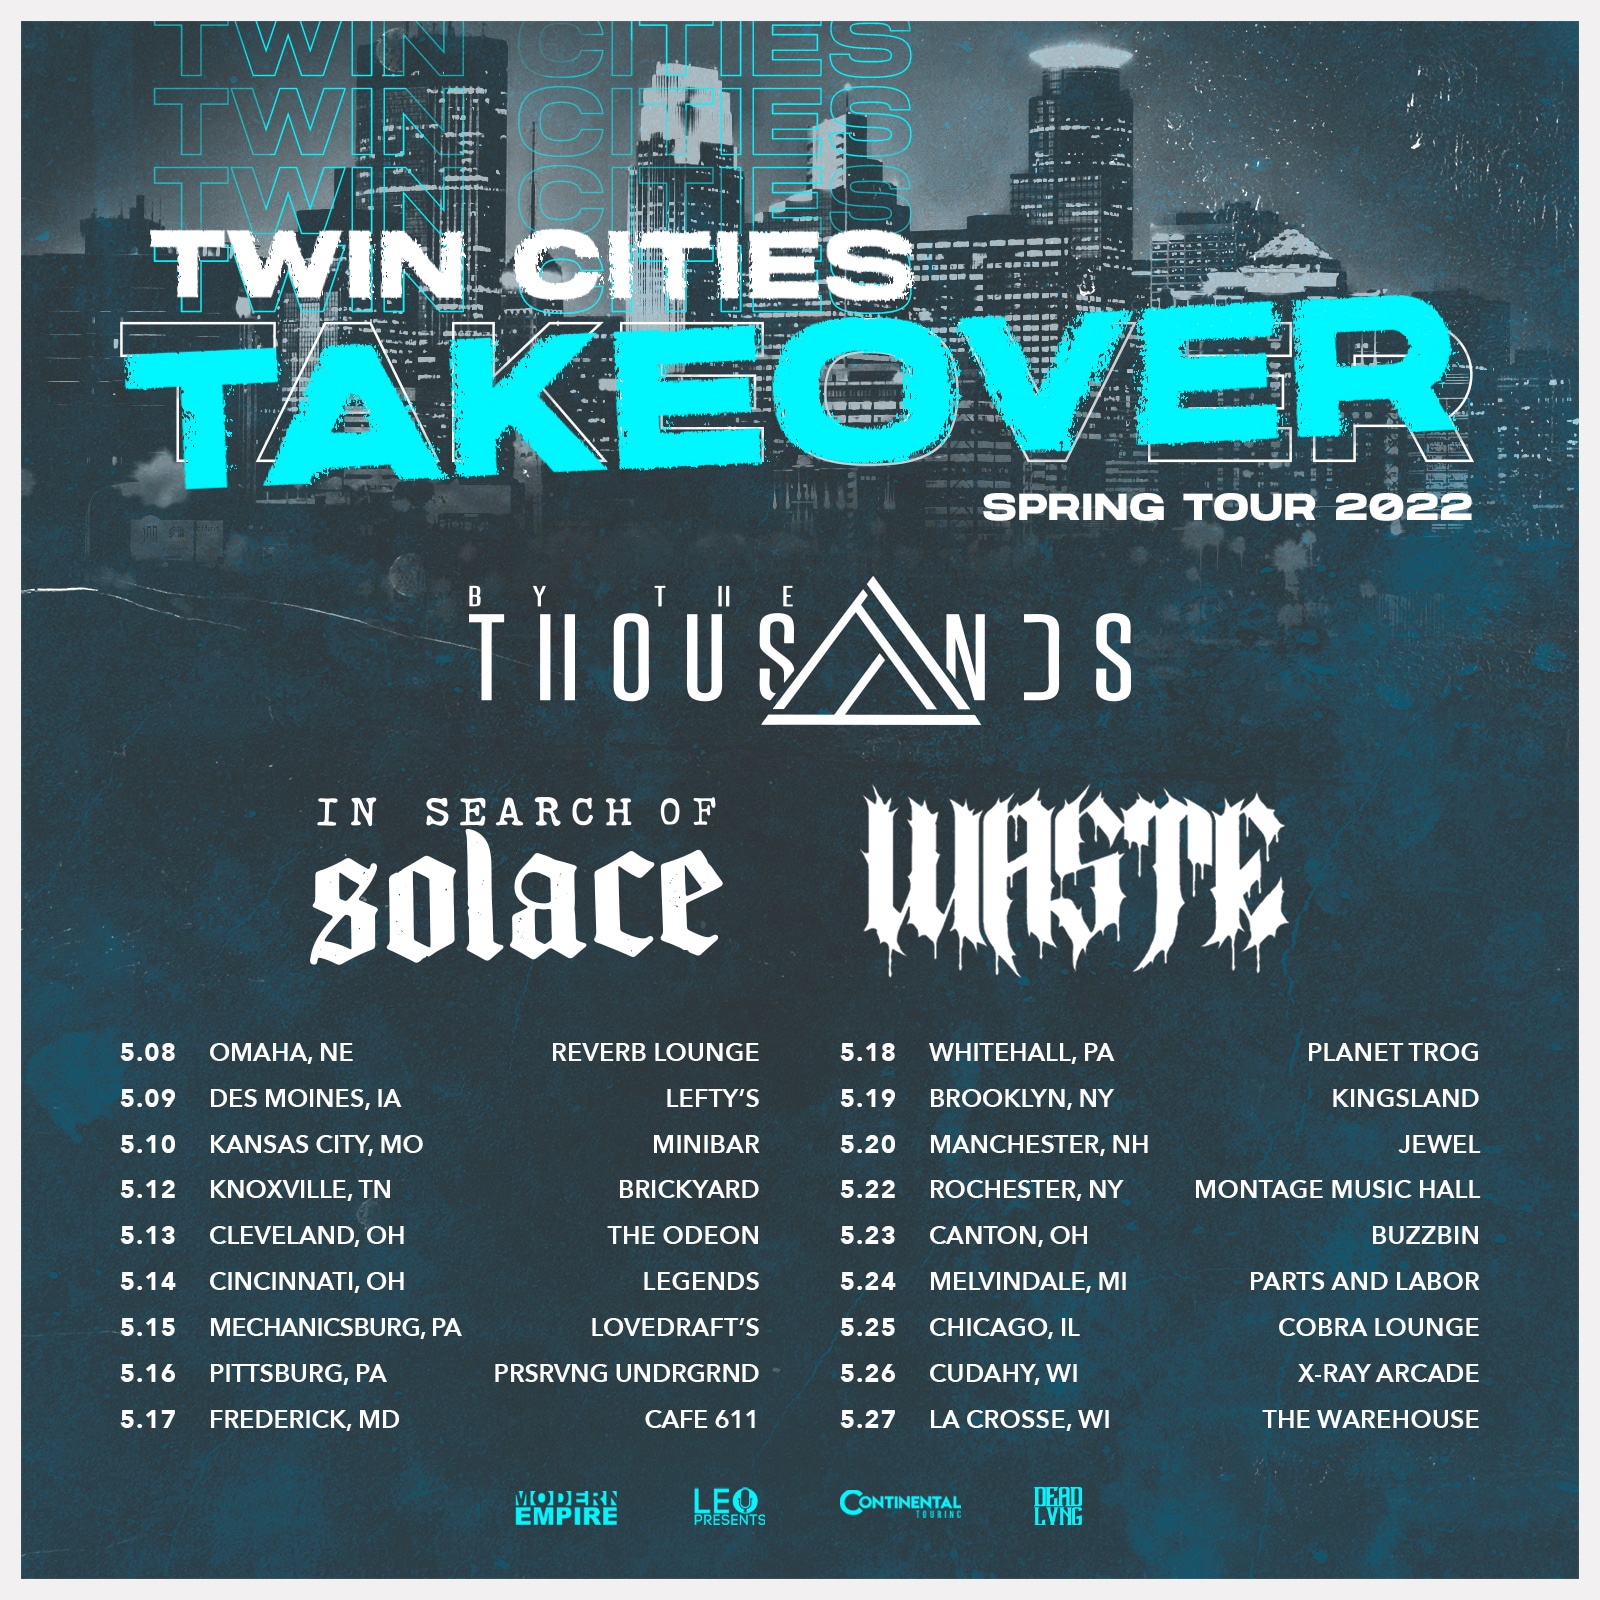 TWIN CITIES
TWIN CITIES
TWIN CITIES
TWIN CITIES
TAKEOVER
SPRING TOUR 2022
BY THE
THOUSANDS
IN SEARCH OF
solace
WASTE
5.08 OMAHA, NE REVERB LOUNGE
5.09 DES MOINES, IA LEFTY'S
5.10 KANSAS CITY, MO MINIBAR
5.12 KNOXVILLE, TN BRICKYARD
5.13 CLEVELAND, OH THE ODEON
5.14 CINCINNATI, OH LEGENDS
5.15 MECHANICSBURG, PA LOVEDRAFT'S
5.16 PITTSBURG, PA PRSRVNG UNDRGRND
5.17 FREDERICK, MD CAFE 611
5.18 WHITEHALL, PA PLANET TROG
5.19 BROOKLYN, NY KINGSLAND
5.20 MANCHESTER, NH JEWEL
5.22 ROCHESTER, NY MONTAGE MUSIC HALL
5.23 CANTON, OH BUZZBIN
5.24 MELVINDALE, MI PARTS AND LABOR
5.25 CHICAGO, IL COBRA LOUNGE
5.26 CUDAHY, WI X-RAY ARCADE
5.27 LA CROSSE, WI THE WAREHOUSE
MODERN
EMPIRE
LEO
PRESENTS
CONTINENTAL
TOURING
DEAD
LVNG